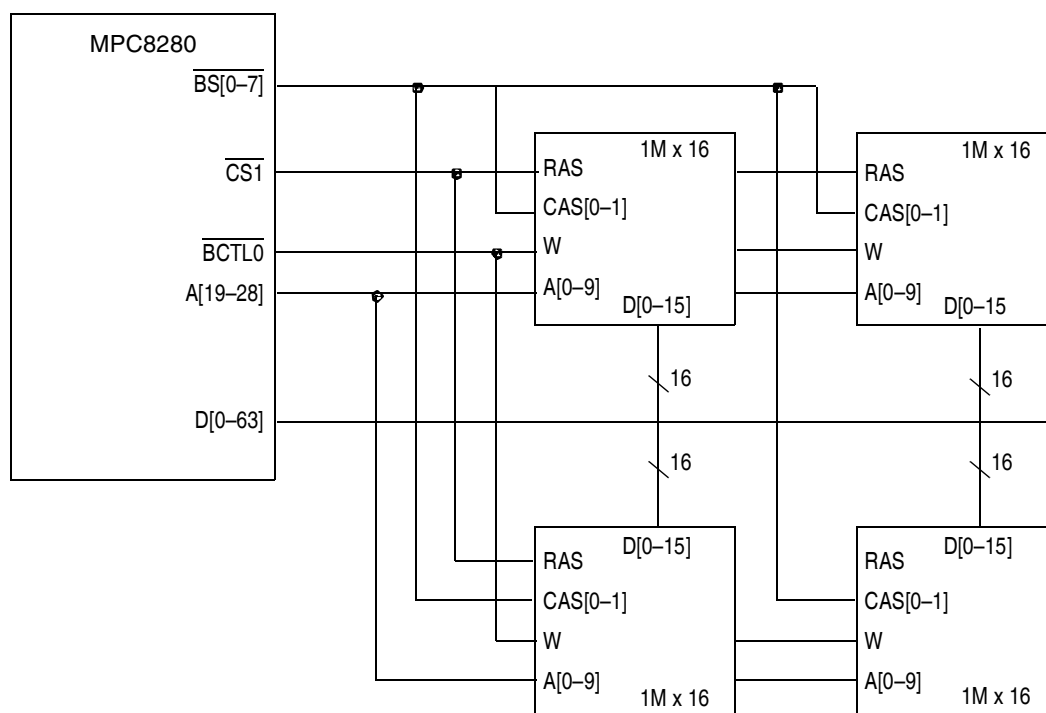 MPC8280
BS[0–7]
CS1
BCTL0
A[19–28]
D[0–63]
1M x 16
RAS
CAS[0–1]
W
A[0–9]
D[0–15]
1M x 16
RAS
CAS[0–1]
W
A[0–9]
D[0–15
16
16
16
16
D[0–15]
RAS
CAS[0–1]
W
A[0–9]
1M x 16
D[0–15]
RAS
CAS[0–1]
W
A[0–9]
1M x 16